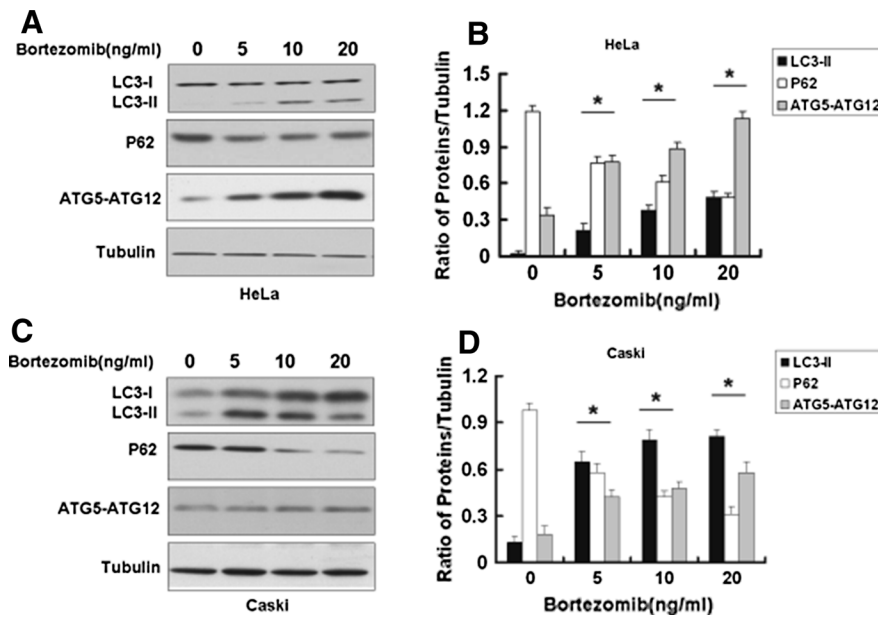 A
Bortezomib(ng/ml) 0 5 10 20
LC3-I
LC3-II
P62
ATG5-ATG12
Tubulin
HeLa
B
HeLa
LC3-II
P62
ATG5-ATG12
Ratio of Proteins/Tubulin
1.5
1.2
0.9
0.6
0.3
0
* * *
0 5 10 20
Bortezomib(ng/ml)
C
Bortezomib(ng/ml) 0 5 10 20
LC3-I
LC3-II
P62
ATG5-ATG12
Tubulin
Caski
D
Caski
LC3-II
P62
ATG5-ATG12
Ratio of Proteins/Tubulin
1.2
0.9
0.6
0.3
0
* * *
0 5 10 20
Bortezomib(ng/ml)